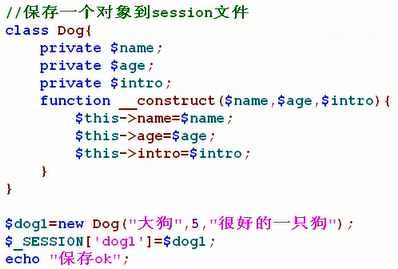 //保存一个对象到session文件
class Dog{
    private $name;
    private $age;
    private $intro;
    function __construct($name,$age,$intro){
        $this->name=$name;
        $this->age=$age;
        $this->intro=$intro;
    }
}
$dog1=new Dog("大狗",5,"很好的一只狗");
$_SESSION['dog1']=$dog1;
echo "保存ok";